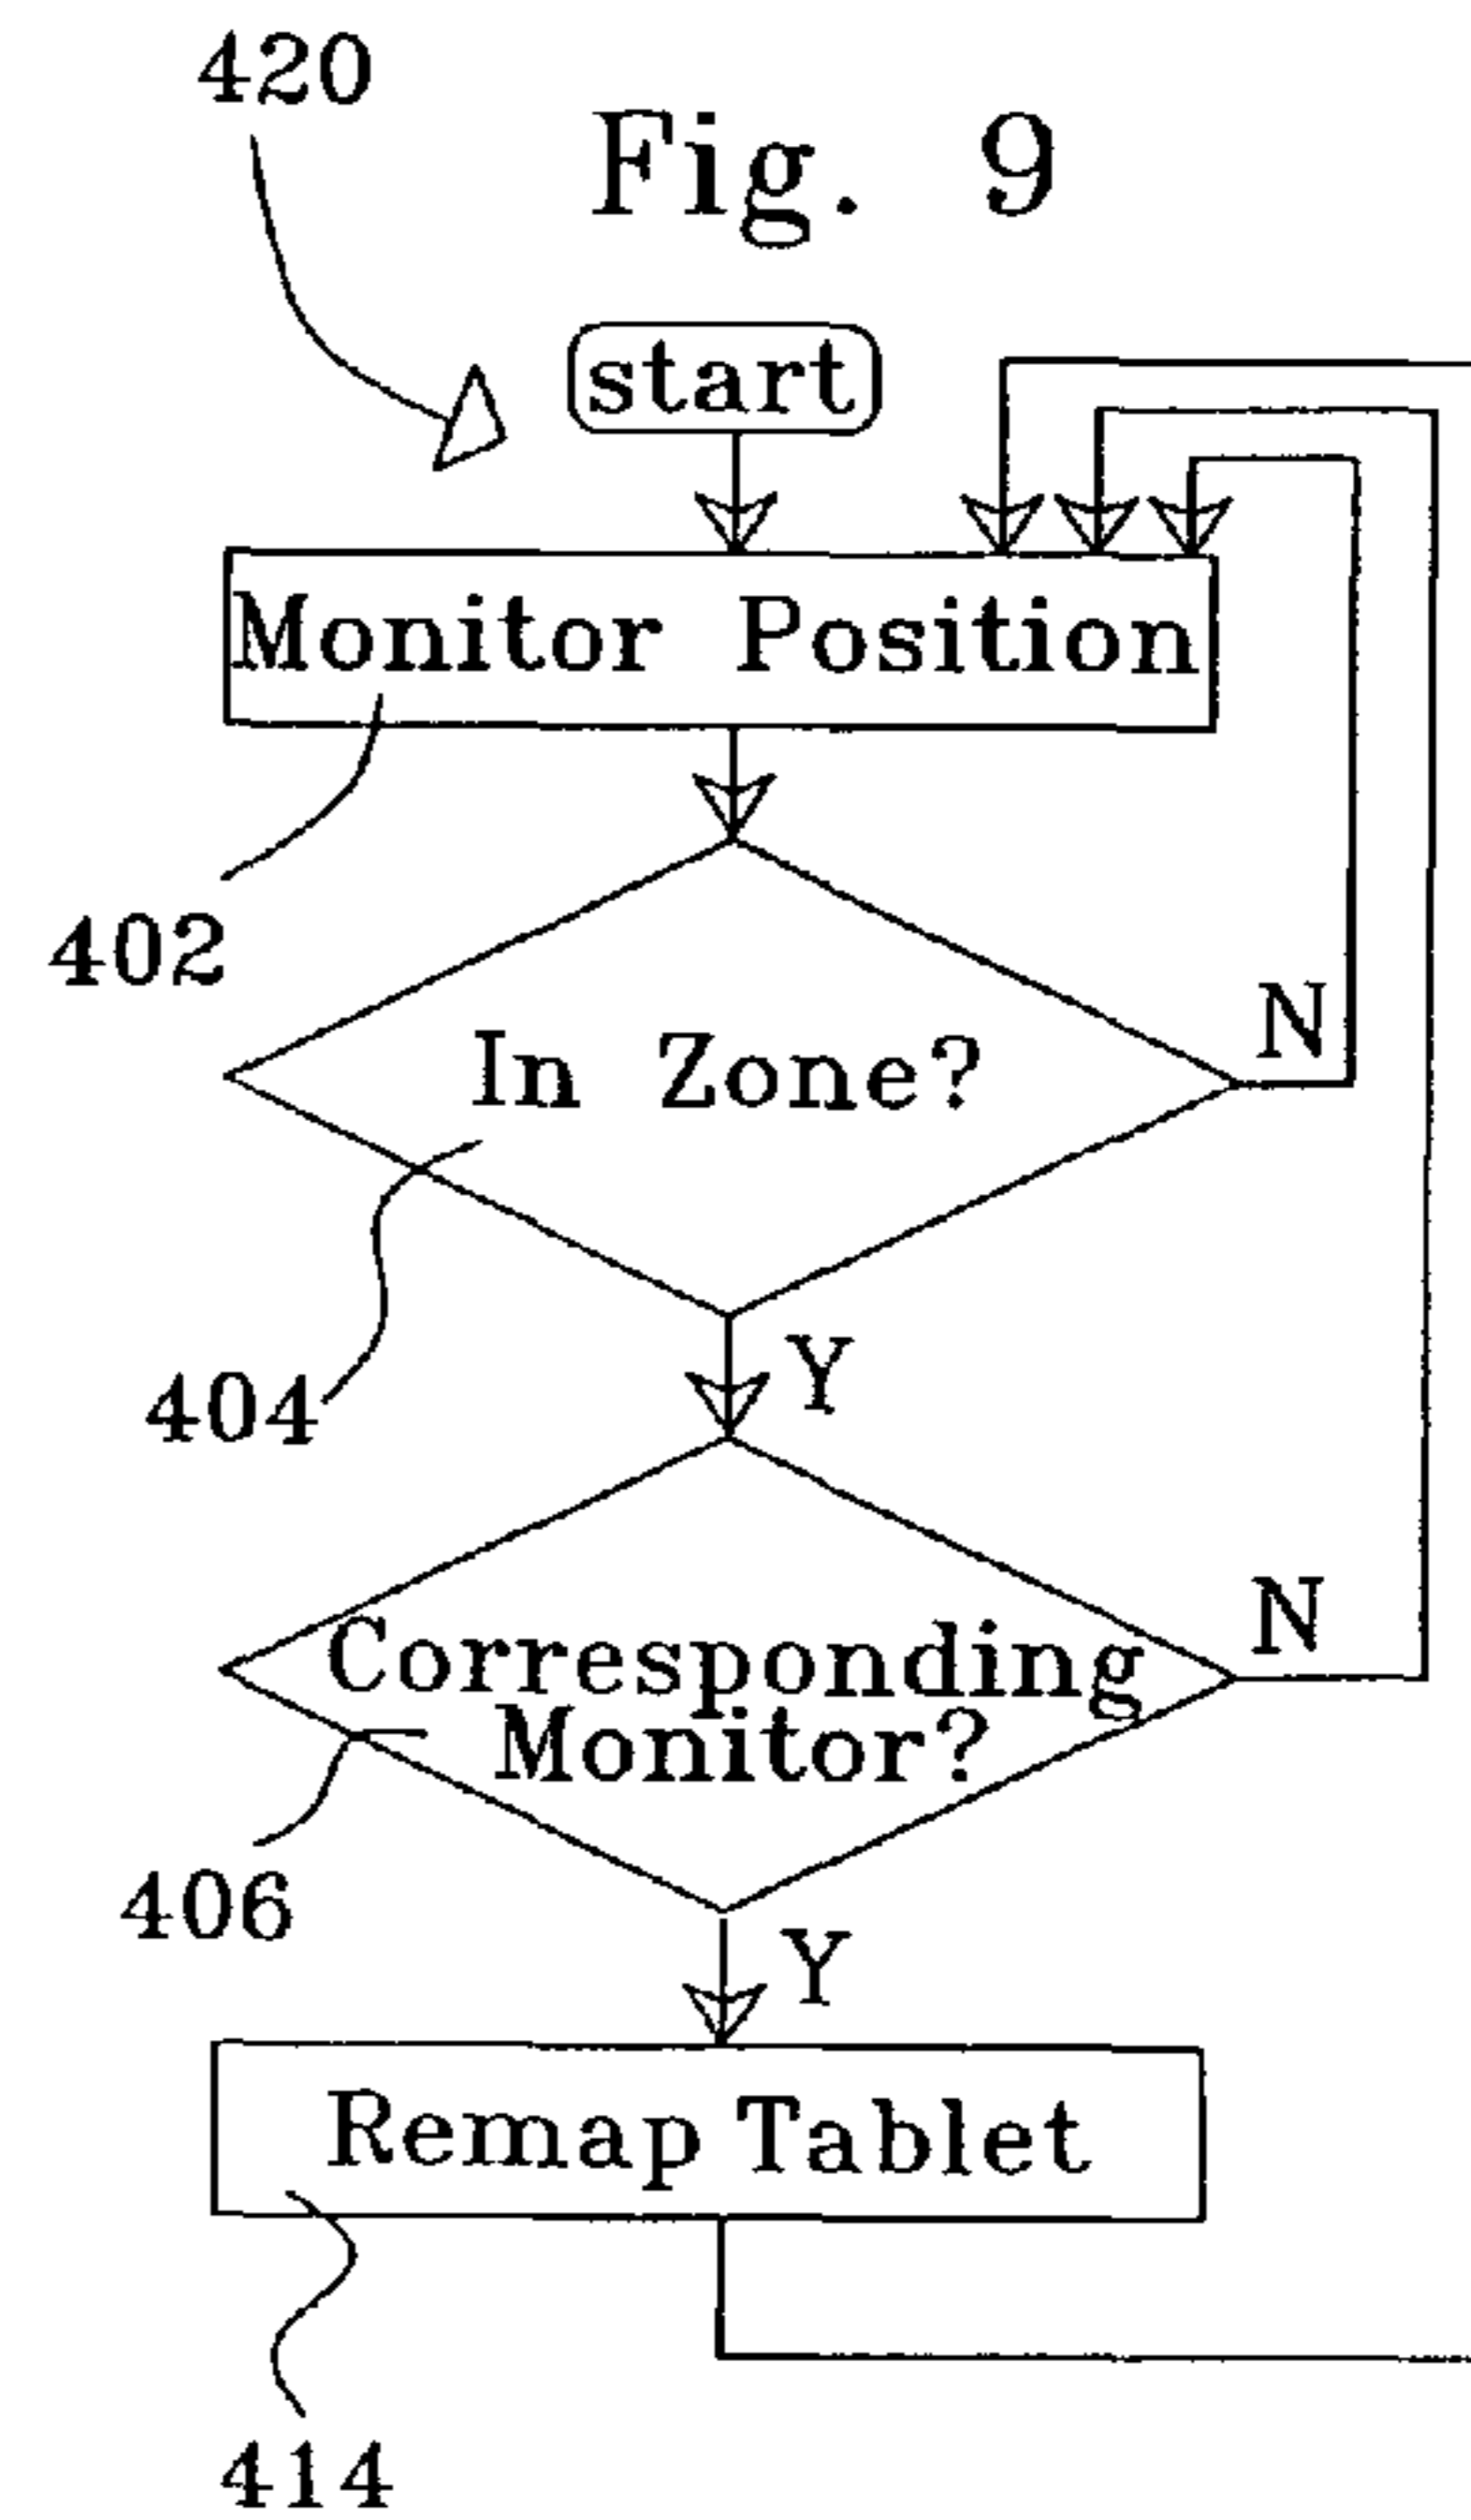 420
Fig. 9
start
Monitor Position
402
N
In Zone?
Y
404
N
Corresponding
Monitor?
406
Y
Remap Tablet
414